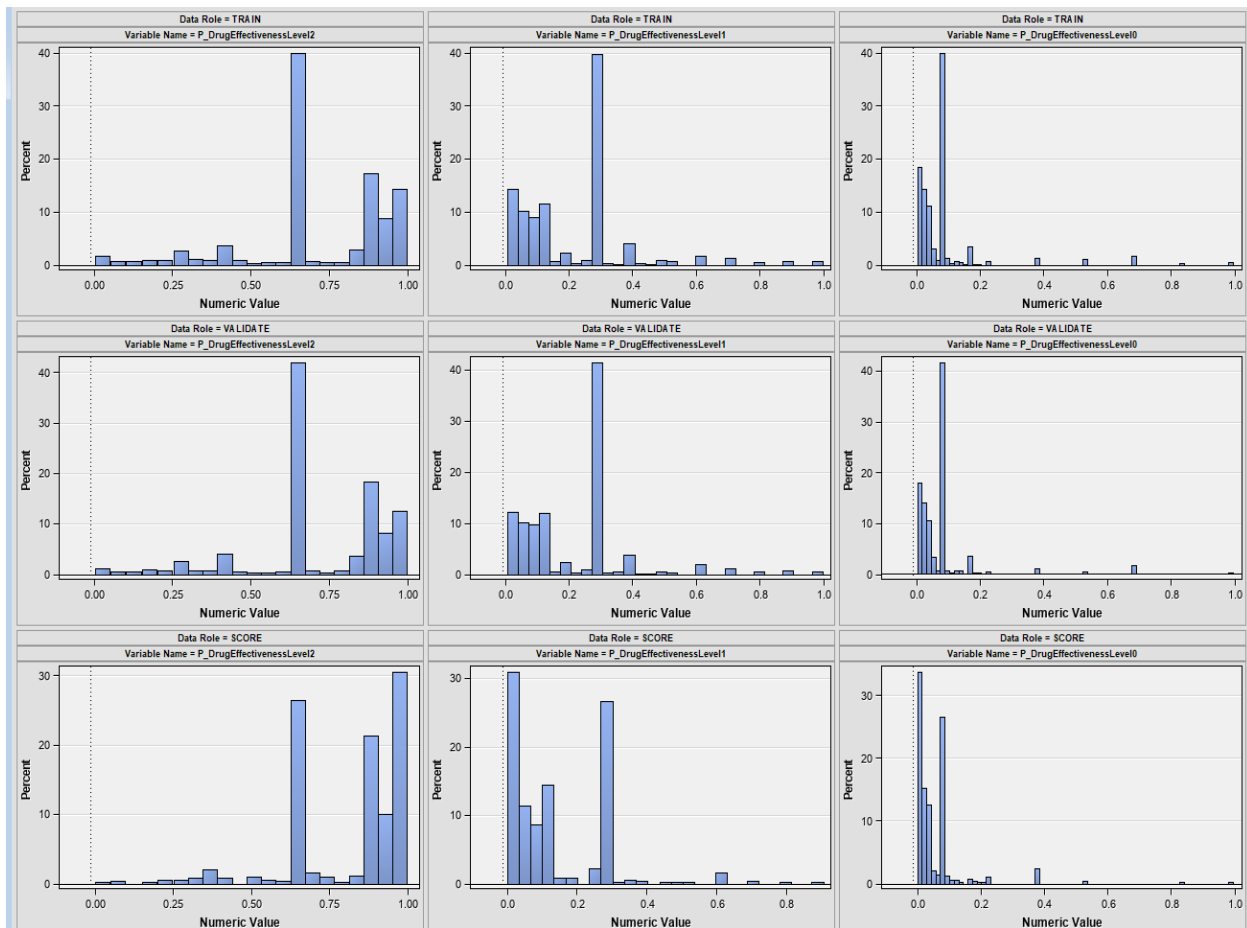 Data Role = TRAIN
Variable Name = P_DrugEffectivenessLevel2
40
30
20
10
0
Percent
0.00 0.25 0.50 0.75 1.00
Numeric Value
Data Role = TRAIN
Variable Name = P_DrugEffectivenessLevel1
40
30
20
10
0
Percent
0.0 0.2 0.4 0.6 0.8 1.0
Numeric Value
Data Role = TRAIN
Variable Name = P_DrugEffectivenessLevel0
40
30
20
10
0
Percent
0.0 0.2 0.4 0.6 0.8 1.0
Numeric Value
Data Role = VALIDATE
Variable Name = P_DrugEffectivenessLevel2
40
30
20
10
0
Percent
0.00 0.25 0.50 0.75 1.00
Numeric Value
Data Role = VALIDATE
Variable Name = P_DrugEffectivenessLevel1
40
30
20
10
0
Percent
0.0 0.2 0.4 0.6 0.8 1.0
Numeric Value
Data Role = VALIDATE
Variable Name = P_DrugEffectivenessLevel0
40
30
20
10
0
Percent
0.0 0.2 0.4 0.6 0.8 1.0
Numeric Value
Data Role = SCORE
Variable Name = P_DrugEffectivenessLevel2
30
20
10
0
Percent
0.00 0.25 0.50 0.75 1.00
Numeric Value
Data Role = SCORE
Variable Name = P_DrugEffectivenessLevel1
30
20
10
0
Percent
0.0 0.2 0.4 0.6 0.8
Numeric Value
Data Role = SCORE
Variable Name = P_DrugEffectivenessLevel0
30
20
10
0
Percent
0.0 0.2 0.4 0.6 0.8 1.0
Numeric Value